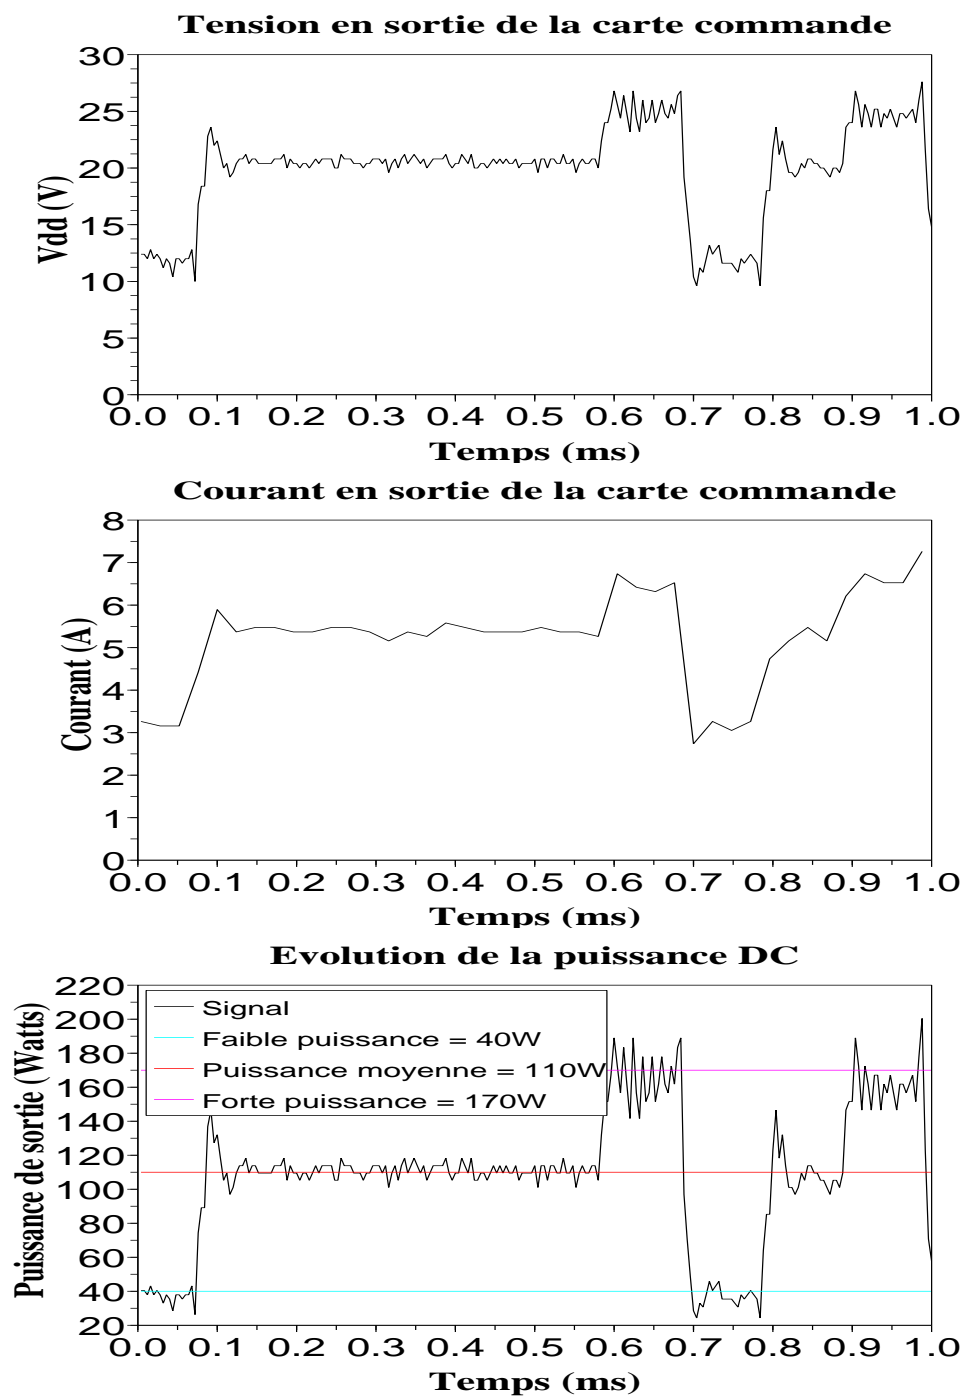 Tension en sortie de la carte commande
30
25
20
15
10
5
0
Vdd (V)
0.0 0.1 0.2 0.3 0.4 0.5 0.6 0.7 0.8 0.9 1.0
Temps (ms)
Courant en sortie de la carte commande
8
7
6
5
4
3
2
1
0
Courant (A)
0.0 0.1 0.2 0.3 0.4 0.5 0.6 0.7 0.8 0.9 1.0
Temps (ms)
Evolution de la puissance DC
220
200
180
160
140
120
100
80
60
40
20
Puissance de sortie (Watts)
Signal
Faible puissance = 40W
Puissance moyenne = 110W
Forte puissance = 170W
0.0 0.1 0.2 0.3 0.4 0.5 0.6 0.7 0.8 0.9 1.0
Temps (ms)